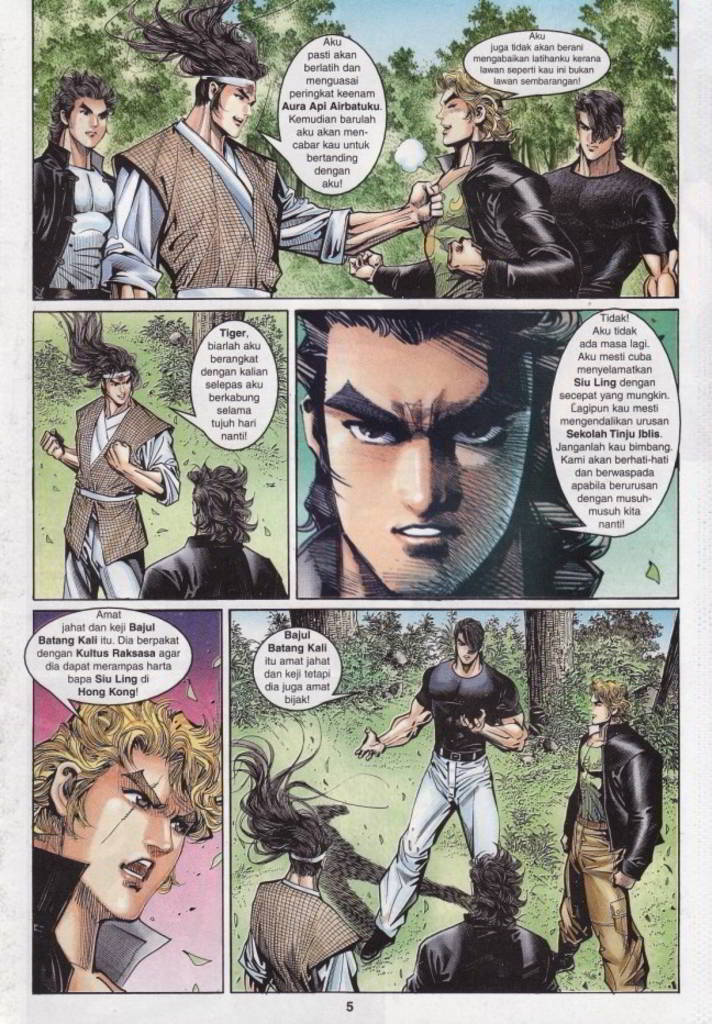 Aku
pasti akan
berlatih dan
menguasai
peringkat keenam
Aura Api Airbatuku.
Kemudian barulah
aku akan men-
cabar kau untuk
bertanding
dengan
aku!
Aku
juga tidak akan berani
mengabaikan latihanku kerana
lawan seperti kau ini bukan
lawan sembarangan!
Tiger,
biarlah aku
berangkat
dengan kalian
selepas aku
berkabung
selama
tujuh hari
nanti!
Tidak!
Aku tidak
ada masa lagi.
Aku mesti cuba
menyelamatkan
Siu Ling dengan
secepat yang mungkin.
Lagipun kau mesti
mengendalikan urusan
Sekolah Tinju Iblis.
Janganlah kau bimbang.
Kami akan berhati-hati
dan berwaspada
apabila berurusan
dengan musuh-
musuh kita
nanti!
Amat
jahat dan keji Bajul
Batang Kali itu. Dia berpakat
dengan Kultus Raksasa agar
dia dapat merampas harta
bapa Siu Ling di
Hong Kong!
Bajul
Batang Kali
itu amat jahat
dan keji tetapi
dia juga amat
bijak!
5